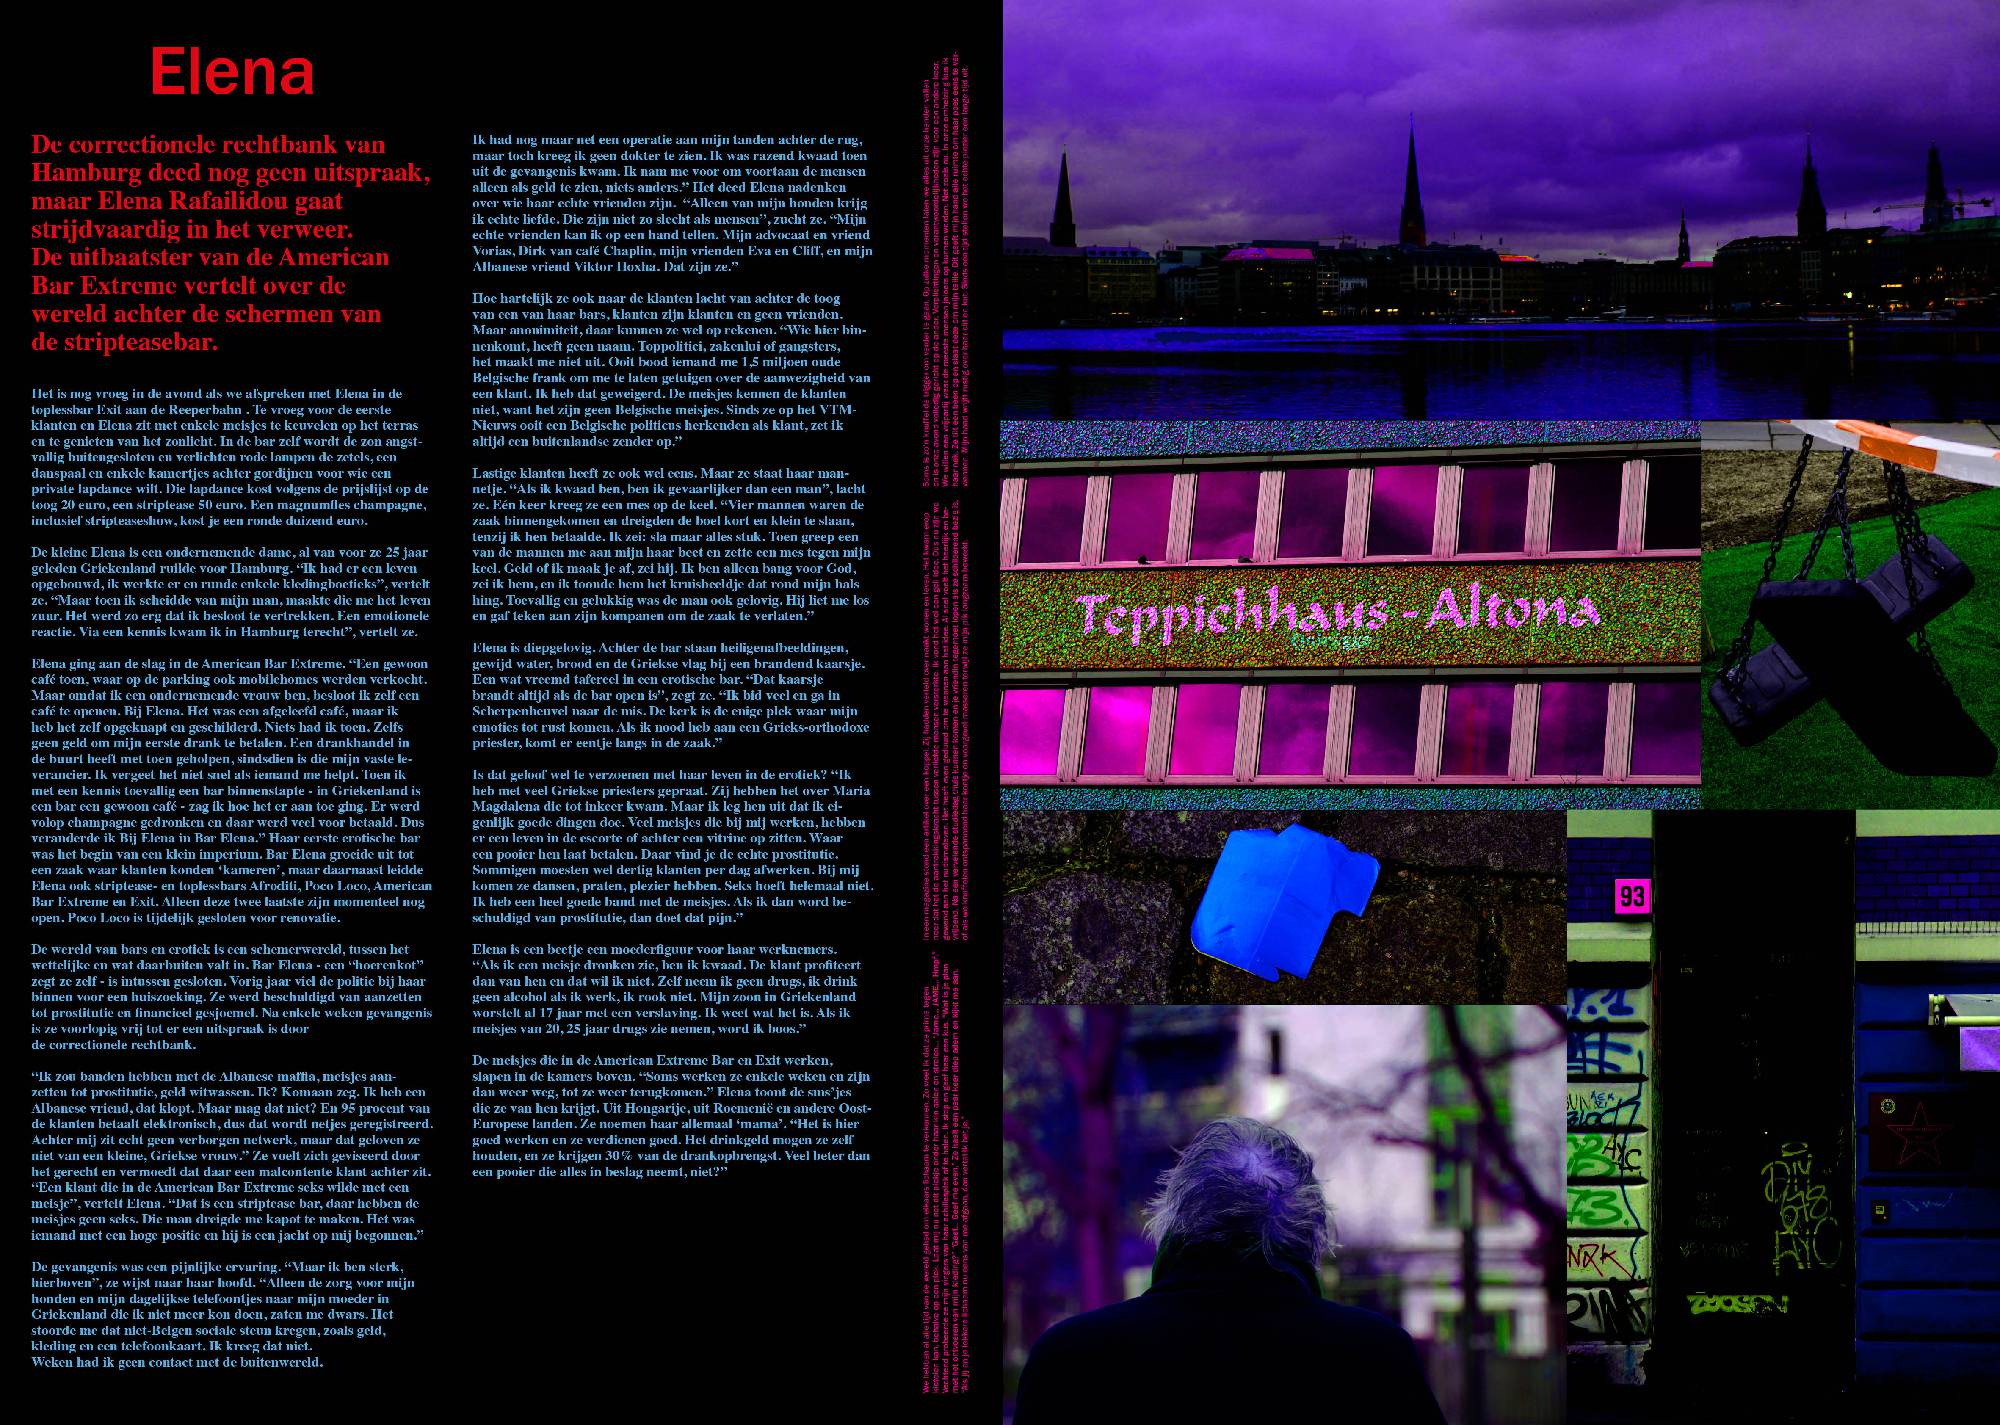 Elena
De correctionele rechtbank van
Hamburg deed nog geen uitspraak,
maar Elena Rafailidou gaat
strijdvaardig in het verweer.
De uitbaatster van de American
Bar Extreme vertelt over de
wereld achter de schermen van
de stripteasebar.
Het is nog vroeg in de avond als we afspreken met Elena in de
toplessbar Exit aan de Reeperbahn . Te vroeg voor de eerste
klanten en Elena zit met enkele meisjes te keuvelen op het terras
en te genieten van het zonlicht. In de bar zelf wordt de zon angst-
vallig buitengesloten en verlichten rode lampen de zetels, een
danspaal en enkele kamertjes achter gordijnen voor wie een
private lapdance wilt. Die lapdance kost volgens de prijslijst op de
toog 20 euro, een striptease 50 euro. Een magnumfles champagne,
inclusief stripteaseshow, kost je een ronde duizend euro.
De kleine Elena is een ondernemende dame, al van voor ze 25 jaar
geleden Griekenland ruilde voor Hamburg. “Ik had er een leven
opgebouwd, ik werkte er en runde enkele kledingboetieks”, vertelt
ze. “Maar toen ik scheidde van mijn man, maakte die me het leven
zuur. Het werd zo erg dat ik besloot te vertrekken. Een emotionele
reactie. Via een kennis kwam ik in Hamburg terecht”, vertelt ze.
Elena ging aan de slag in de American Bar Extreme. “Een gewoon
café toen, waar op de parking ook mobilehomes werden verkocht.
Maar omdat ik een ondernemende vrouw ben, besloot ik zelf een
café te openen. Bij Elena. Het was een afgeleefd café, maar ik
heb het zelf opgeknapt en geschilderd. Niets had ik toen. Zelfs
geen geld om mijn eerste drank te betalen. Een drankhandel in
de buurt heeft met toen geholpen, sindsdien is die mijn vaste le-
verancier. Ik vergeet het niet snel als iemand me helpt. Toen ik
met een kennis toevallig een bar binnenstapte - in Griekenland is
een bar een gewoon café - zag ik hoe het er aan toe ging. Er werd
volop champagne gedronken en daar werd veel voor betaald. Dus
veranderde ik Bij Elena in Bar Elena.” Haar eerste erotische bar
was het begin van een klein imperium. Bar Elena groeide uit tot
een zaak waar klanten konden ‘kameren’, maar daarnaast leidde
Elena ook striptease- en toplessbars Afroditi, Poco Loco, American
Bar Extreme en Exit. Alleen deze twee laatste zijn momenteel nog
open. Poco Loco is tijdelijk gesloten voor renovatie.
De wereld van bars en erotiek is een schemerwereld, tussen het
wettelijke en wat daarbuiten valt in. Bar Elena - een “hoerenkot”
zegt ze zelf - is intussen gesloten. Vorig jaar viel de politie bij haar
binnen voor een huiszoeking. Ze werd beschuldigd van aanzetten
tot prostitutie en financieel gesjoemel. Na enkele weken gevangenis
is ze voorlopig vrij tot er een uitspraak is door
de correctionele rechtbank.
“Ik zou banden hebben met de Albanese maffia, meisjes aan-
zetten tot prostitutie, geld witwassen. Ik? Komaan zeg. Ik heb een
Albanese vriend, dat klopt. Maar mag dat niet? En 95 procent van
de klanten betaalt elektronisch, dus dat wordt netjes geregistreerd.
Achter mij zit echt geen verborgen netwerk, maar dat geloven ze
niet van een kleine, Griekse vrouw.” Ze voelt zich geviseerd door
het gerecht en vermoedt dat daar een malcontente klant achter zit.
“Een klant die in de American Bar Extreme seks wilde met een
meisje”, vertelt Elena. “Dat is een striptease bar, daar hebben de
meisjes geen seks. Die man dreigde me kapot te maken. Het was
iemand met een hoge positie en hij is een jacht op mij begonnen.”
De gevangenis was een pijnlijke ervaring. “Maar ik ben sterk,
hierboven”, ze wijst naar haar hoofd. “Alleen de zorg voor mijn
honden en mijn dagelijkse telefoontjes naar mijn moeder in
Griekenland die ik niet meer kon doen, zaten me dwars. Het
stoorde me dat niet-Belgen sociale steun kregen, zoals geld,
kleding en een telefoonkaart. Ik kreeg dat niet.
Weken had ik geen contact met de buitenwereld.
Ik had nog maar net een operatie aan mijn tanden achter de rug,
maar toch kreeg ik geen dokter te zien. Ik was razend kwaad toen
uit de gevangenis kwam. Ik nam me voor om voortaan de mensen
alleen als geld te zien, niets anders.” Het deed Elena nadenken
over wie haar echte vrienden zijn. “Alleen van mijn honden krijg
ik echte liefde. Die zijn niet zo slecht als mensen”, zucht ze. “Mijn
echte vrienden kan ik op een hand tellen. Mijn advocaat en vriend
Vorias, Dirk van café Chaplin, mijn vrienden Eva en Cliff, en mijn
Albanese vriend Viktor Hoxha. Dat zijn ze.”
Hoe hartelijk ze ook naar de klanten lacht van achter de toog
van een van haar bars, klanten zijn klanten en geen vrienden.
Maar anonimiteit, daar kunnen ze wel op rekenen. “Wie hier bin-
nenkomt, heeft geen naam. Toppolitici, zakenlui of gangsters,
het maakt me niet uit. Ooit bood iemand me 1,5 miljoen oude
Belgische frank om me te laten getuigen over de aanwezigheid van
een klant. Ik heb dat geweigerd. De meisjes kennen de klanten
niet, want het zijn geen Belgische meisjes. Sinds ze op het VTM-
Nieuws ooit een Belgische politicus herkenden als klant, zet ik
altijd een buitenlandse zender op.”
Lastige klanten heeft ze ook wel eens. Maar ze staat haar man-
netje. “Als ik kwaad ben, ben ik gevaarlijker dan een man”, lacht
ze. Eén keer kreeg ze een mes op de keel. “Vier mannen waren de
zaak binnengekomen en dreigden de boel kort en klein te slaan,
tenzij ik hen betaalde. Ik zei: sla maar alles stuk. Toen greep een
van de mannen me aan mijn haar beet en zette een mes tegen mijn
keel. Geld of ik maak je af, zei hij. Ik ben alleen bang voor God,
zei ik hem, en ik toonde hem het kruisbeeldje dat rond mijn hals
hing. Toevallig en gelukkig was de man ook gelovig. Hij liet me los
en gaf teken aan zijn kompanen om de zaak te verlaten.”
Elena is diepgelovig. Achter de bar staan heiligenafbeeldingen,
gewijd water, brood en de Griekse vlag bij een brandend kaarsje.
Een wat vreemd tafereel in een erotische bar. “Dat kaarsje
brandt altijd als de bar open is”, zegt ze. “Ik bid veel en ga in
Scherpenheuvel naar de mis. De kerk is de enige plek waar mijn
emoties tot rust komen. Als ik nood heb aan een Grieks-orthodoxe
priester, komt er eentje langs in de zaak.”
Is dat geloof wel te verzoenen met haar leven in de erotiek? “Ik
heb met veel Griekse priesters gepraat. Zij hebben het over Maria
Magdalena die tot inkeer kwam. Maar ik leg hen uit dat ik ei-
genlijk goede dingen doe. Veel meisjes die bij mij werken, hebben
er een leven in de escorte of achter een vitrine op zitten. Waar
een pooier hen laat betalen. Daar vind je de echte prostitutie.
Sommigen moesten wel dertig klanten per dag afwerken. Bij mij
komen ze dansen, praten, plezier hebben. Seks hoeft helemaal niet.
Ik heb een heel goede band met de meisjes. Als ik dan word be-
schuldigd van prostitutie, dan doet dat pijn.”
Elena is een beetje een moederfiguur voor haar werknemers.
“Als ik een meisje dronken zie, ben ik kwaad. De klant profiteert
dan van hen en dat wil ik niet. Zelf neem ik geen drugs, ik drink
geen alcohol als ik werk, ik rook niet. Mijn zoon in Griekenland
worstelt al 17 jaar met een verslaving. Ik weet wat het is. Als ik
meisjes van 20, 25 jaar drugs zie nemen, word ik boos.”
De meisjes die in de American Extreme Bar en Exit werken,
slapen in de kamers boven. “Soms werken ze enkele weken en zijn
dan weer weg, tot ze weer terugkomen.” Elena toont de sms’jes
die ze van hen krijgt. Uit Hongarije, uit Roemenië en andere Oost-
Europese landen. Ze noemen haar allemaal ‘mama’. “Het is hier
goed werken en ze verdienen goed. Het drinkgeld mogen ze zelf
houden, en ze krijgen 30% van de drankopbrengst. Veel beter dan
een pooier die alles in beslag neemt, niet?”
Teppichhaus-Altona
93